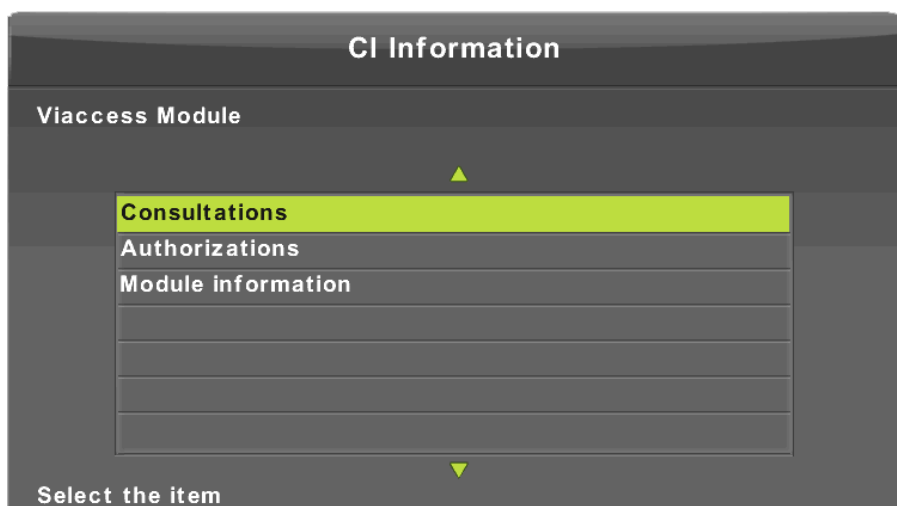 CI Information
Viaccess Module
Consultations
Authorizations
Module information
Select the item